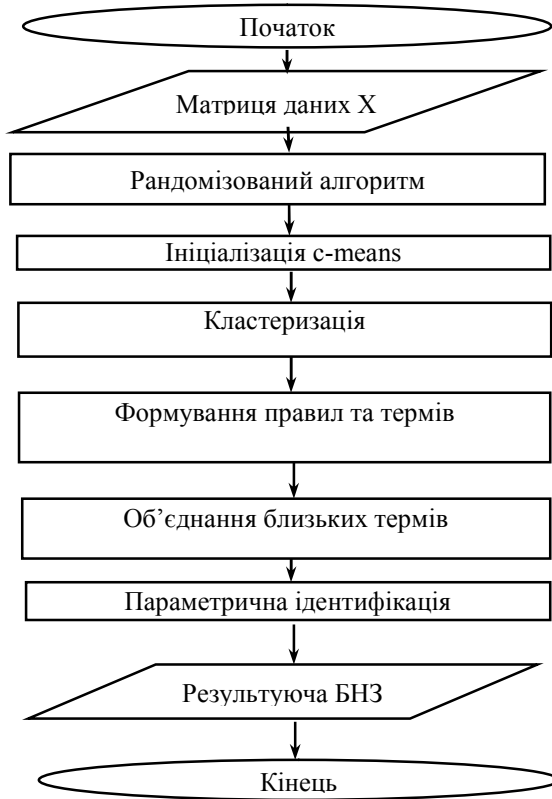 Початок
Матриця даних X
Рандомізований алгоритм
Ініціалізація c-means
Кластеризація
Формування правил та термів
Об’єднання близьких термів
Параметрична ідентифікація
Результуюча БНЗ
Кінець